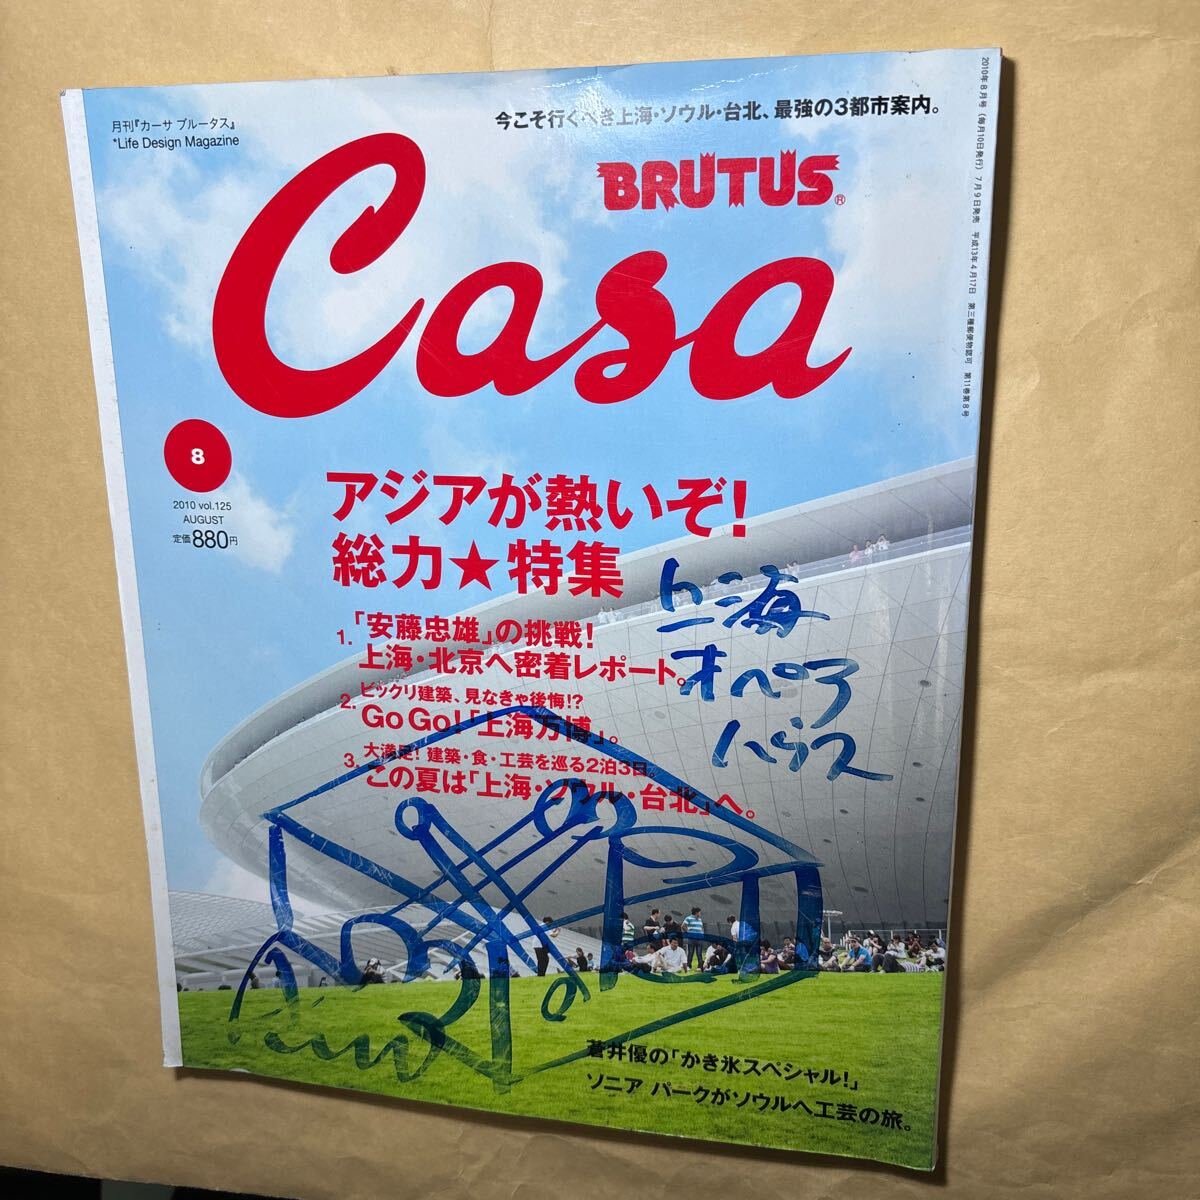 今こそ行くべき上海・ソウル・台北、最強の3都市案内。
月刊『カーサ ブルータス』
*Life Design Magazine
BRUTUS®
Casa
2010年8月号（毎月10日発行）7月9日発売 平成13年4月17日 第三種郵便物認可 第11巻第8号
8
2010 vol.125
AUGUST
定価880円
アジアが熱いぞ!
総力★特集
1.「安藤忠雄」の挑戦!
上海・北京へ密着レポート。
2. ビックリ建築、見なきゃ後悔!?
Go Go!「上海万博」。
3. 大満足! 建築・食・工芸を巡る2泊3日。
この夏は「上海・ソウル・台北」へ。
上海
オペラ
ハウス
蒼井優の「かき氷スペシャル!」
ソニア パークがソウルへ工芸の旅。